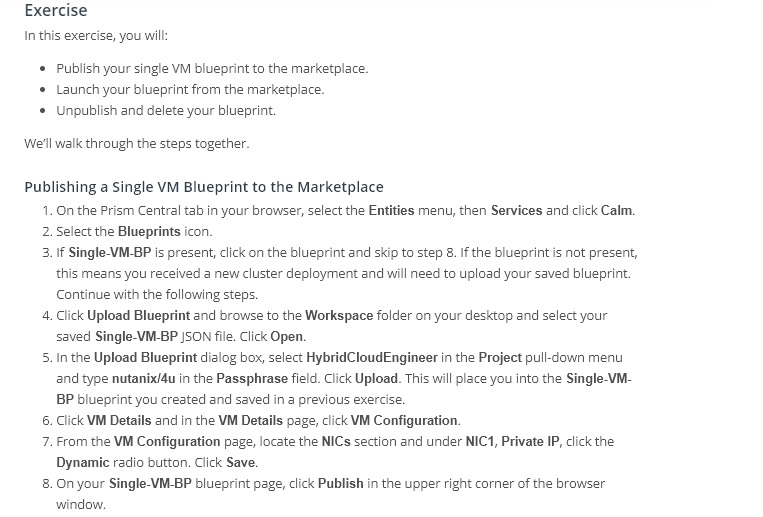 Exercise
In this exercise, you will:
• Publish your single VM blueprint to the marketplace.
• Launch your blueprint from the marketplace.
• Unpublish and delete your blueprint.
We'll walk through the steps together.
Publishing a Single VM Blueprint to the Marketplace
1. On the Prism Central tab in your browser, select the Entities menu, then Services and click Calm.
2. Select the Blueprints icon.
3. If Single-VM-BP is present, click on the blueprint and skip to step 8. If the blueprint is not present,
this means you received a new cluster deployment and will need to upload your saved blueprint.
Continue with the following steps.
4. Click Upload Blueprint and browse to the Workspace folder on your desktop and select your
saved Single-VM-BP JSON file. Click Open.
5. In the Upload Blueprint dialog box, select HybridCloudEngineer in the Project pull-down menu
and type nutanix/4u in the Passphrase field. Click Upload. This will place you into the Single-VM-
BP blueprint you created and saved in a previous exercise.
6. Click VM Details and in the VM Details page, click VM Configuration.
7. From the VM Configuration page, locate the NICs section and under NIC1, Private IP, click the
Dynamic radio button. Click Save.
8. On your Single-VM-BP blueprint page, click Publish in the upper right corner of the browser
window.